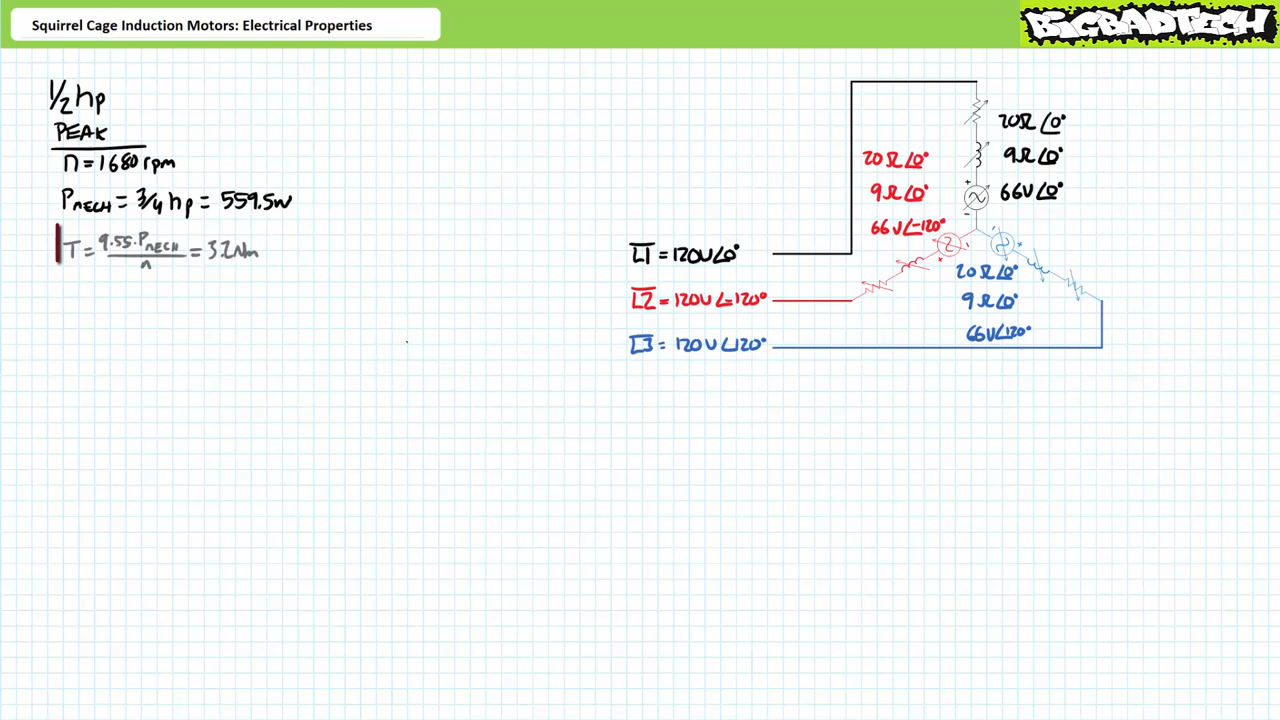 Squirrel Cage Induction Motors: Electrical Properties
BIGBADTECH
1/2 hp
PEAK
n = 1680 rpm
PMECH = 3/4 hp = 559.5W
T = 9.55·PMECH / n = 3.2Nm
20Ω∠0°
9Ω∠0°
66V∠0°
20Ω∠0°
9Ω∠0°
66V∠-120°
L1 = 120V∠0°
L2 = 120V∠-120°
L3 = 120V∠120°
20Ω∠0°
9Ω∠0°
66V∠120°